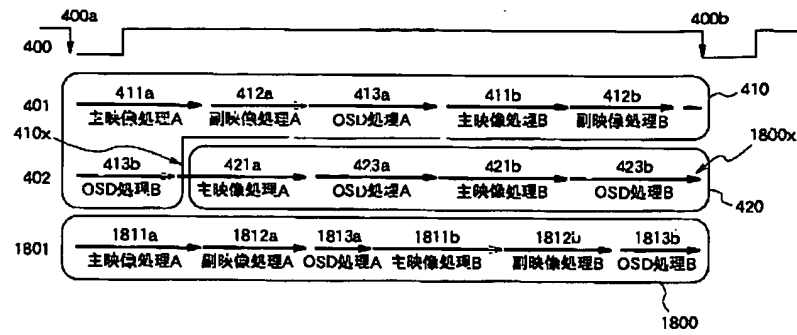 400a 400b
400
411a 412a 413a 411b 412b 410
401
主映像処理A 副映像処理A OSD処理A 主映像処理B 副映像処理B
410x 1800x
413b 421a 423a 421b 423b
402
OSD処理B 主映像処理A OSD処理A 主映像処理B OSD処理B
420
1811a 1812a 1813a 1811b 1812b 1813b
1801
主映像処理A 副映像処理A OSD処理A 主映像処理B 副映像処理B OSD処理B
1800